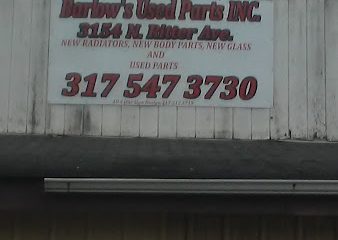 Barlow's Used Parts INC.
3154 N. Ritter Ave.
NEW RADIATORS, NEW BODY PARTS, NEW GLASS
AND
USED PARTS
317 547 3730